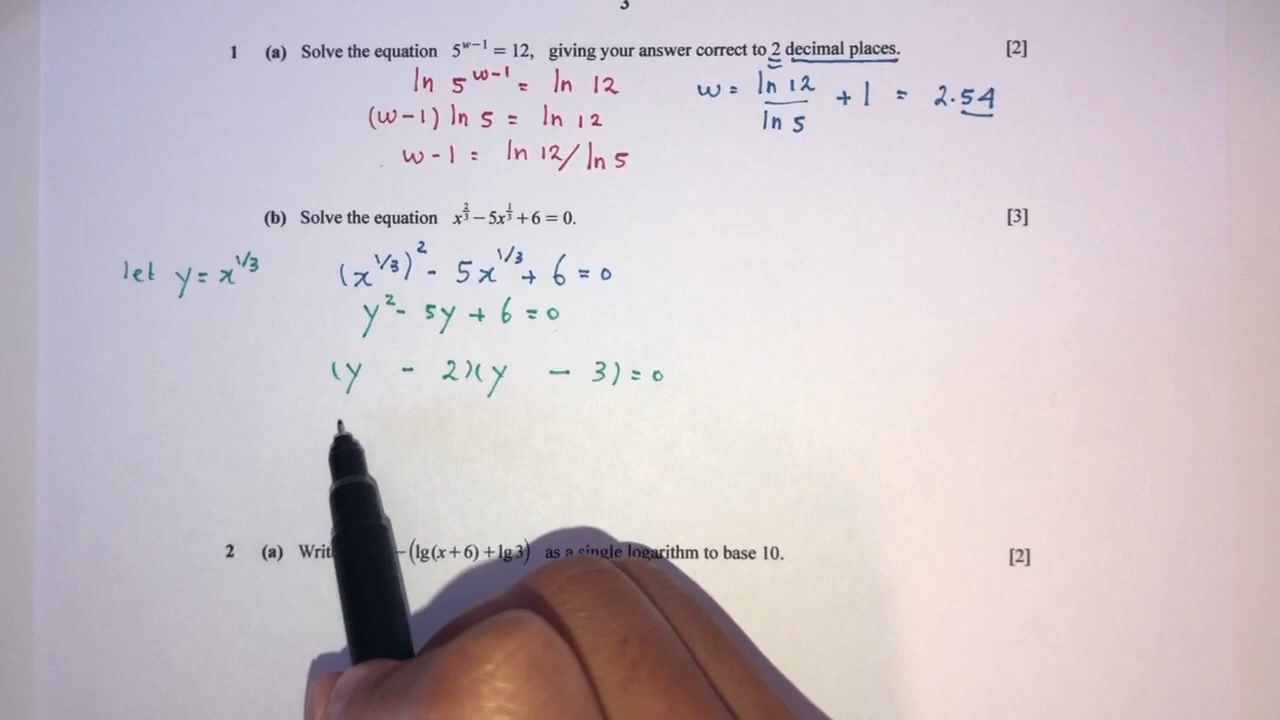 3
1 (a) Solve the equation 5^{w-1} = 12, giving your answer correct to 2 decimal places. [2]
ln 5^{w-1} = ln 12
(w-1) ln 5 = ln 12
w-1 = ln 12/ln 5
w = ln 12 / ln 5 + 1 = 2.54
(b) Solve the equation x^{2/3} - 5x^{1/3} + 6 = 0. [3]
let y = x^{1/3} (x^{1/3})^2 - 5x^{1/3} + 6 = 0
y^2 - 5y + 6 = 0
(y - 2)(y - 3) = 0
2 (a) -(lg(x+6) + lg 3) as a single logarithm to base 10. [2]